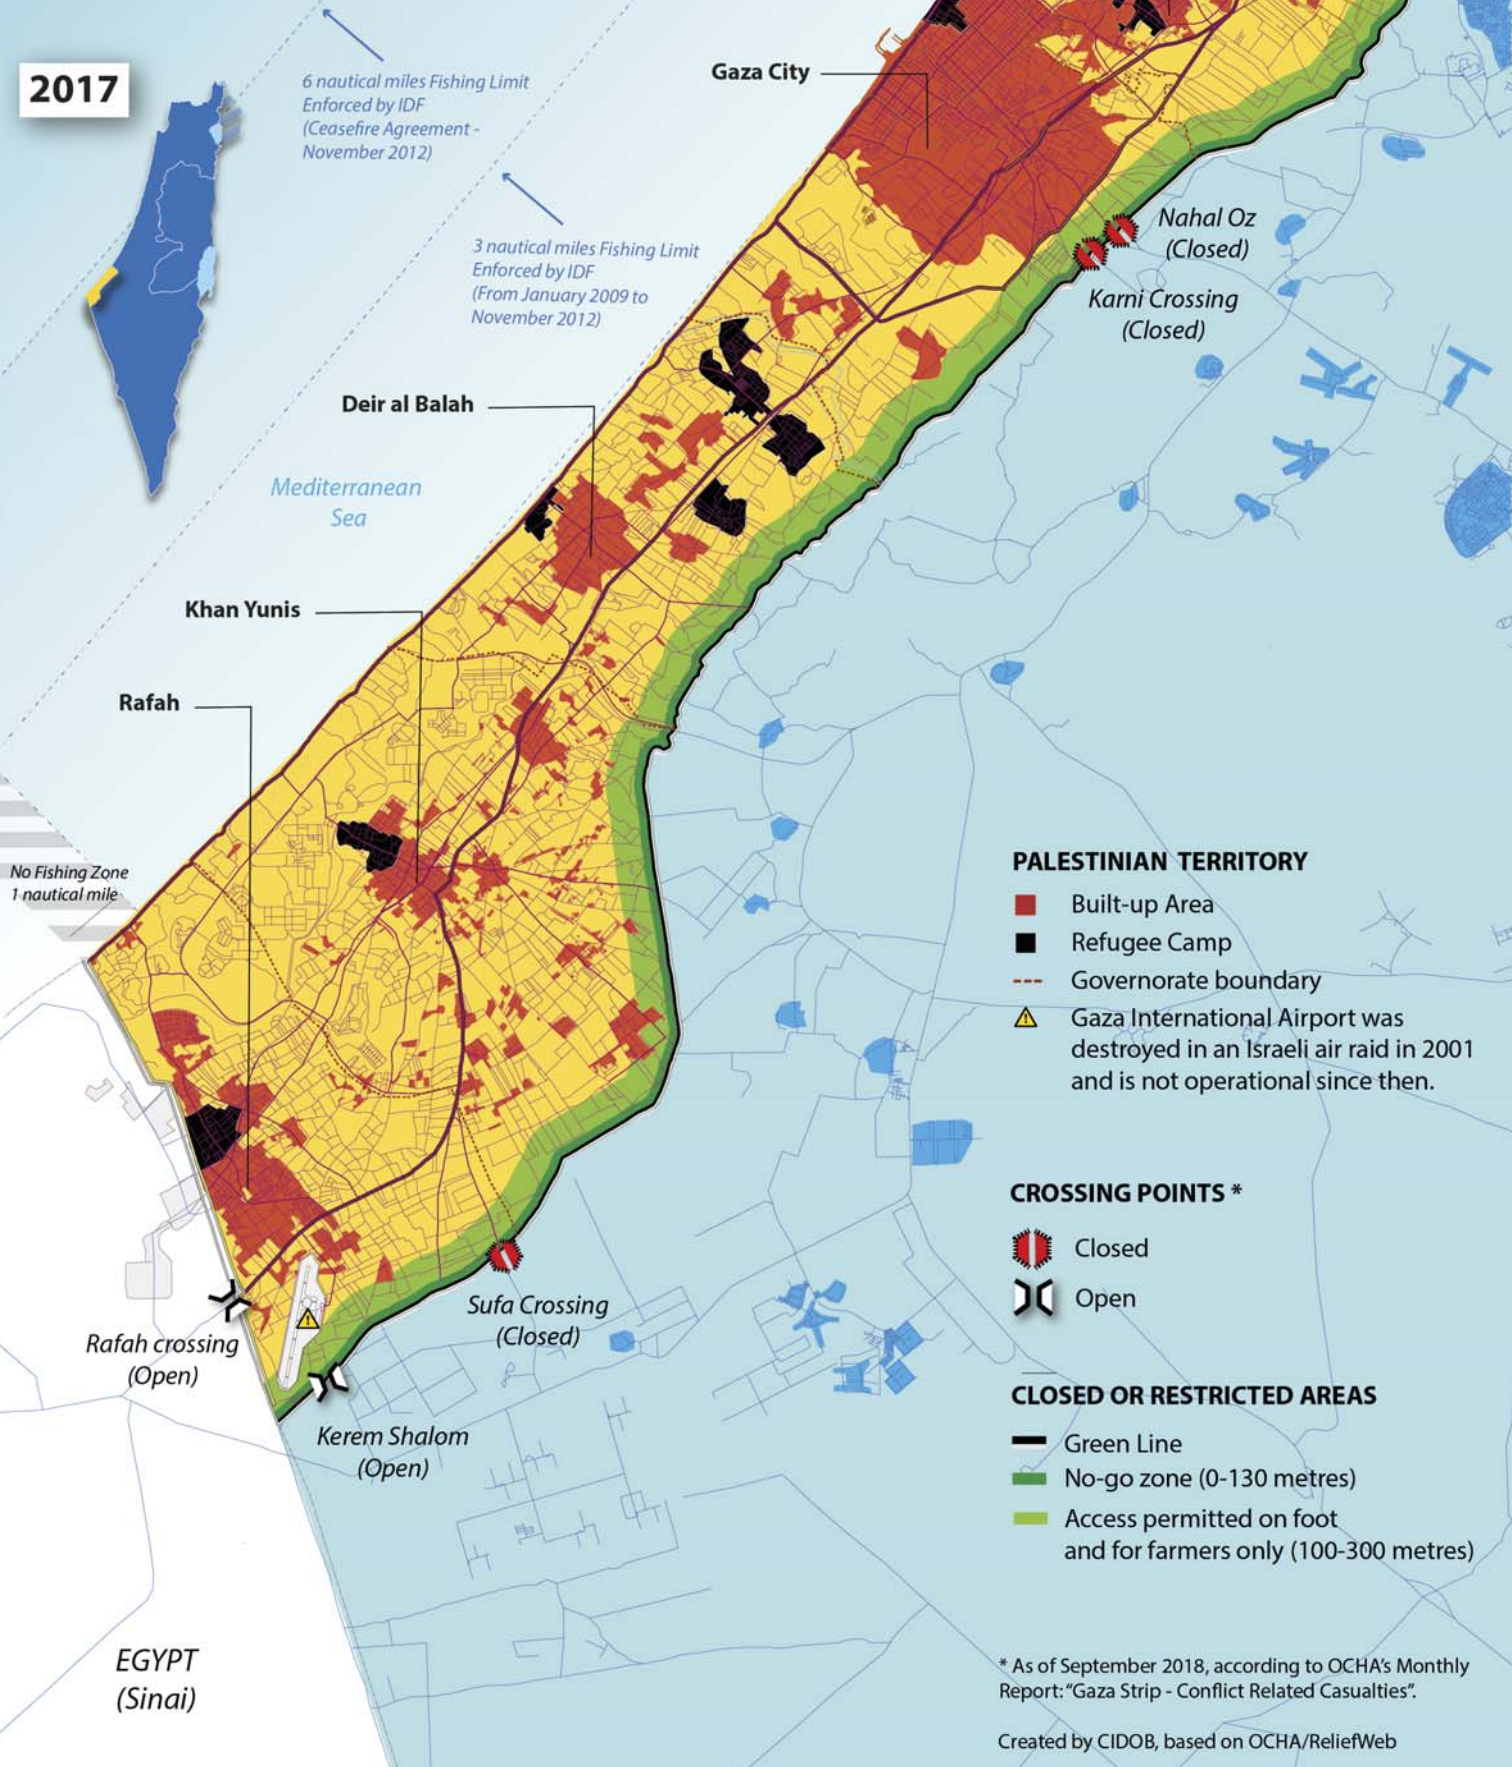 2017
6 nautical miles Fishing Limit
Enforced by IDF
(Ceasefire Agreement -
November 2012)
Gaza City
3 nautical miles Fishing Limit
Enforced by IDF
(From January 2009 to
November 2012)
Nahal Oz
(Closed)
Karni Crossing
(Closed)
Deir al Balah
Mediterranean
Sea
Khan Yunis
Rafah
No Fishing Zone
1 nautical mile
PALESTINIAN TERRITORY
Built-up Area
Refugee Camp
Governorate boundary
Gaza International Airport was
destroyed in an Israeli air raid in 2001
and is not operational since then.
CROSSING POINTS *
Closed
Open
Sufa Crossing
(Closed)
Rafah crossing
(Open)
Kerem Shalom
(Open)
CLOSED OR RESTRICTED AREAS
Green Line
No-go zone (0-130 metres)
Access permitted on foot
and for farmers only (100-300 metres)
EGYPT
(Sinai)
* As of September 2018, according to OCHA's Monthly
Report: “Gaza Strip - Conflict Related Casualties”.
Created by CIDOB, based on OCHA/ReliefWeb